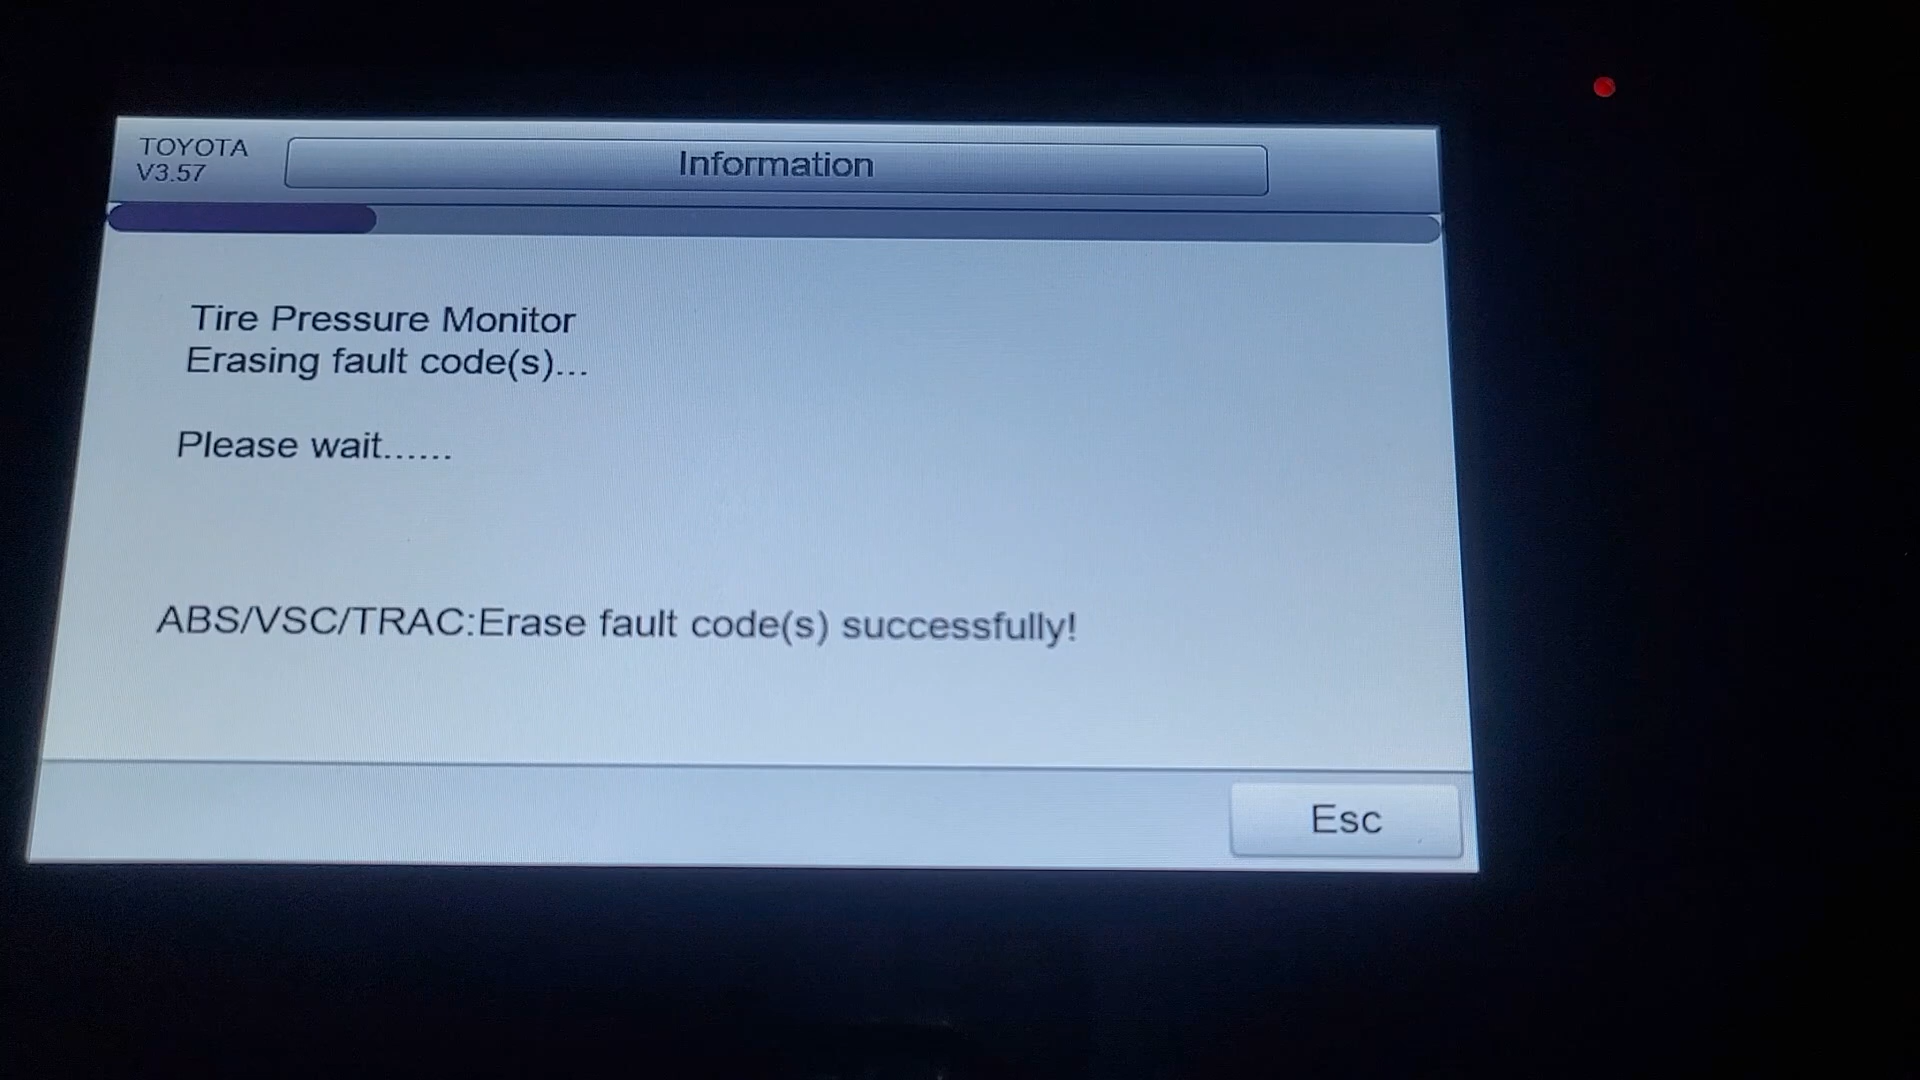 TOYOTA
V3.57
Information
Tire Pressure Monitor
Erasing fault code(s)...
Please wait......
ABS/VSC/TRAC:Erase fault code(s) successfully!
Esc